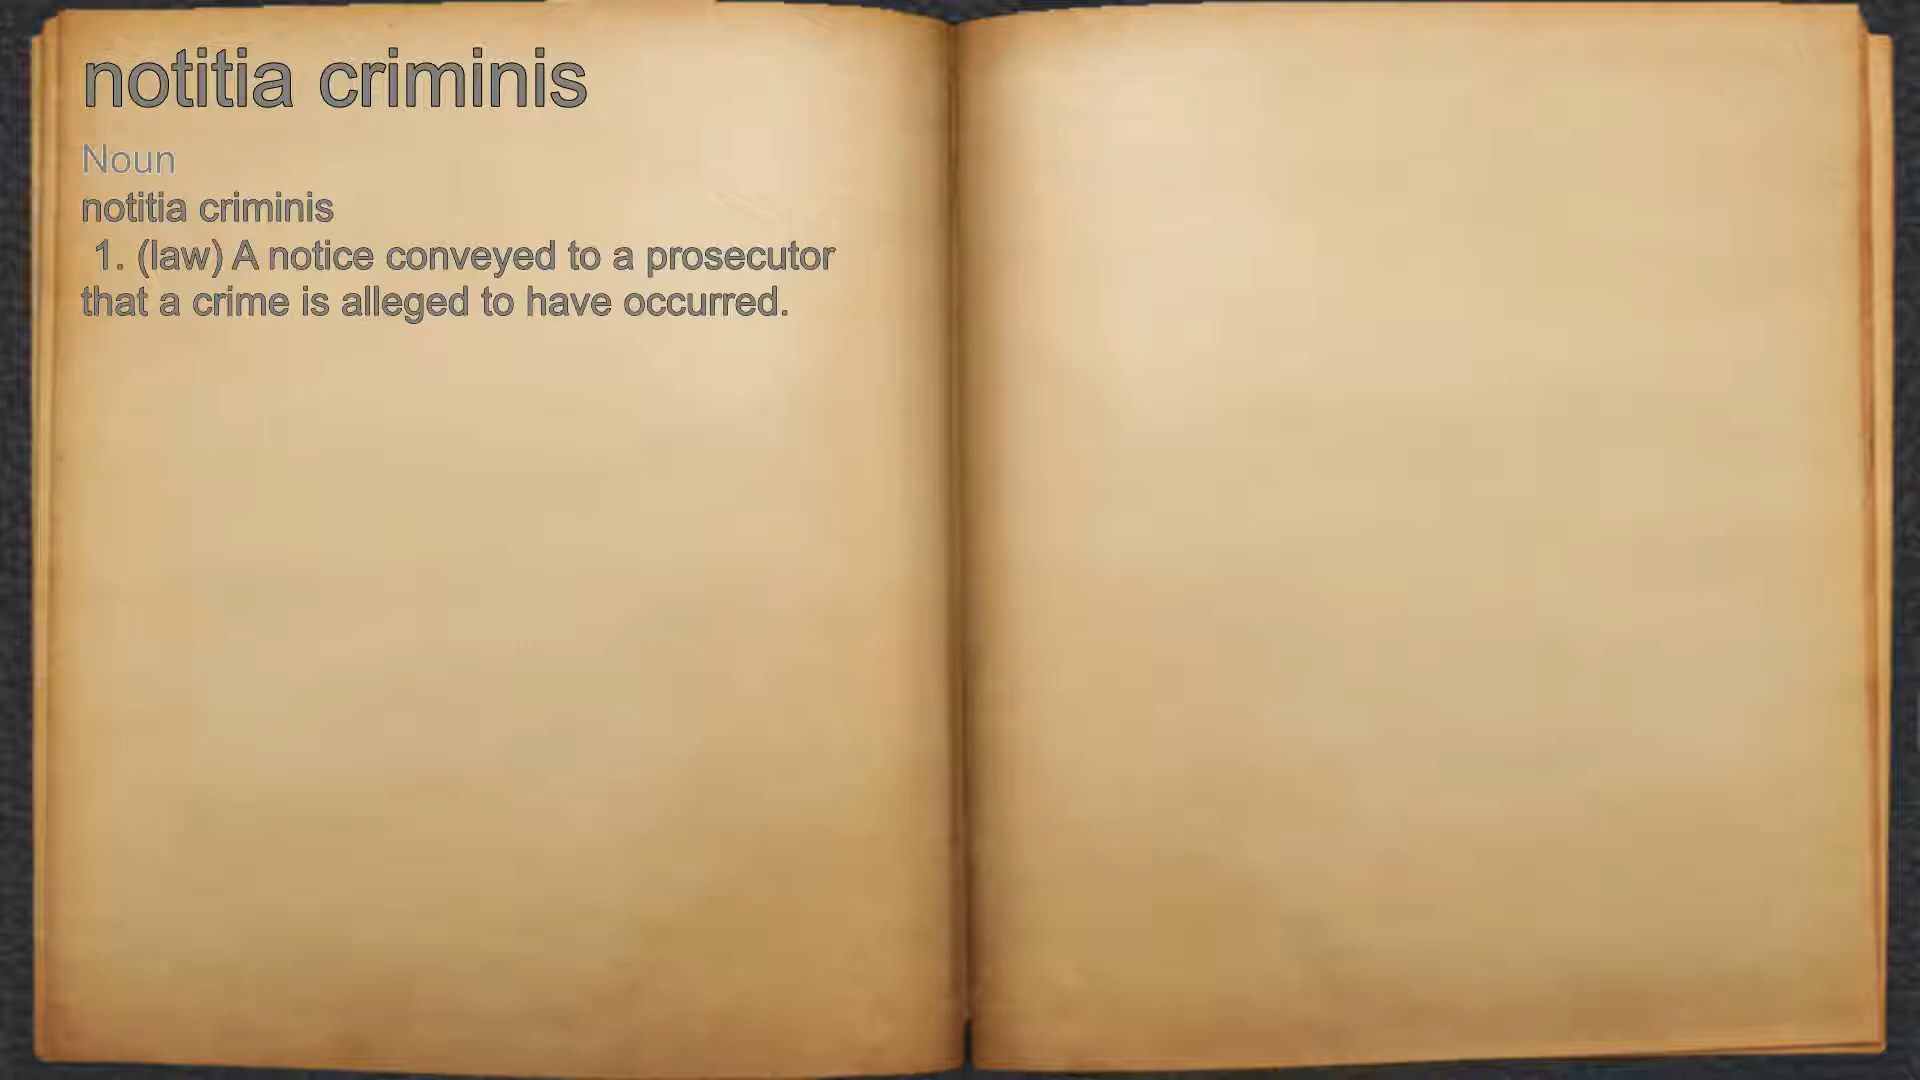 notitia criminis
Noun
notitia criminis
1. (law) A notice conveyed to a prosecutor
that a crime is alleged to have occurred.